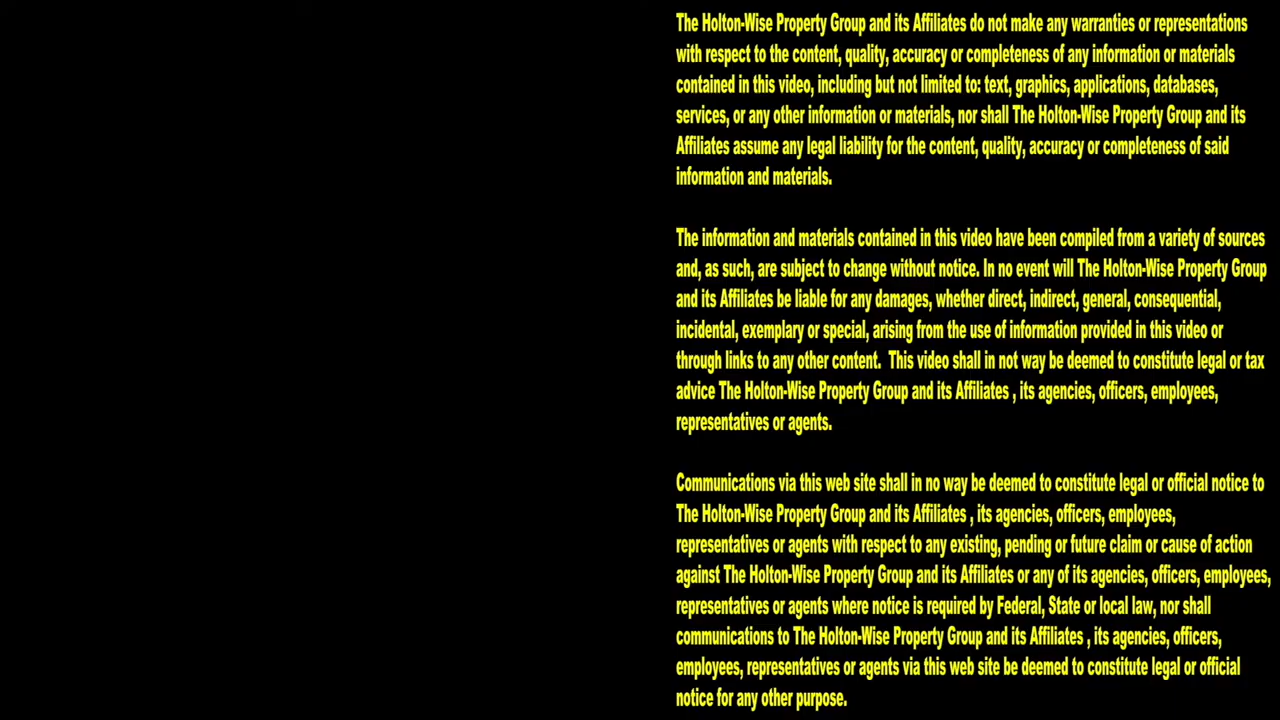 The Holton-Wise Property Group and its Affiliates do not make any warranties or representations
with respect to the content, quality, accuracy or completeness of any information or materials
contained in this video, including but not limited to: text, graphics, applications, databases,
services, or any other information or materials, nor shall The Holton-Wise Property Group and its
Affiliates assume any legal liability for the content, quality, accuracy or completeness of said
information and materials.
The information and materials contained in this video have been compiled from a variety of sources
and, as such, are subject to change without notice. In no event will The Holton-Wise Property Group
and its Affiliates be liable for any damages, whether direct, indirect, general, consequential,
incidental, exemplary or special, arising from the use of information provided in this video or
through links to any other content.  This video shall in not way be deemed to constitute legal or tax
advice The Holton-Wise Property Group and its Affiliates , its agencies, officers, employees,
representatives or agents.
Communications via this web site shall in no way be deemed to constitute legal or official notice to
The Holton-Wise Property Group and its Affiliates , its agencies, officers, employees,
representatives or agents with respect to any existing, pending or future claim or cause of action
against The Holton-Wise Property Group and its Affiliates or any of its agencies, officers, employees,
representatives or agents where notice is required by Federal, State or local law, nor shall
communications to The Holton-Wise Property Group and its Affiliates , its agencies, officers,
employees, representatives or agents via this web site be deemed to constitute legal or official
notice for any other purpose.